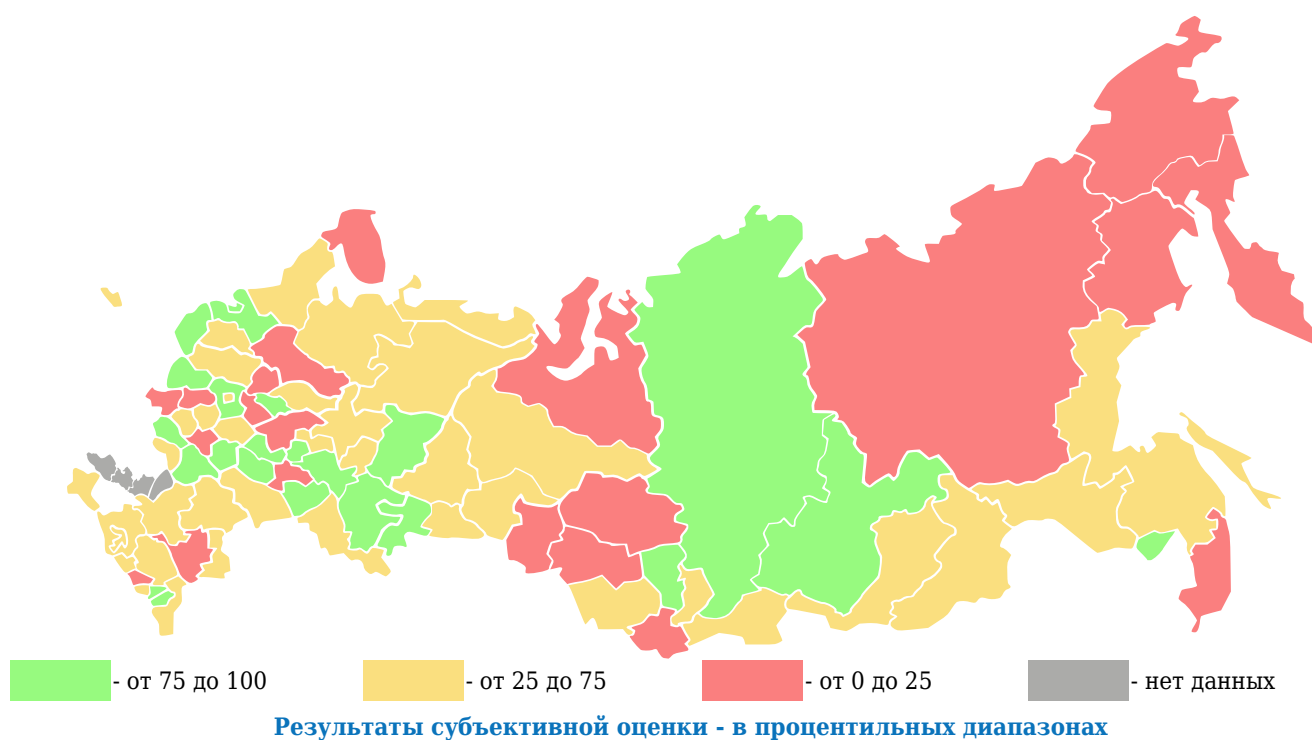 - от 75 до 100 - от 25 до 75 - от 0 до 25 - нет данных
Результаты субъективной оценки - в процентильных диапазонах